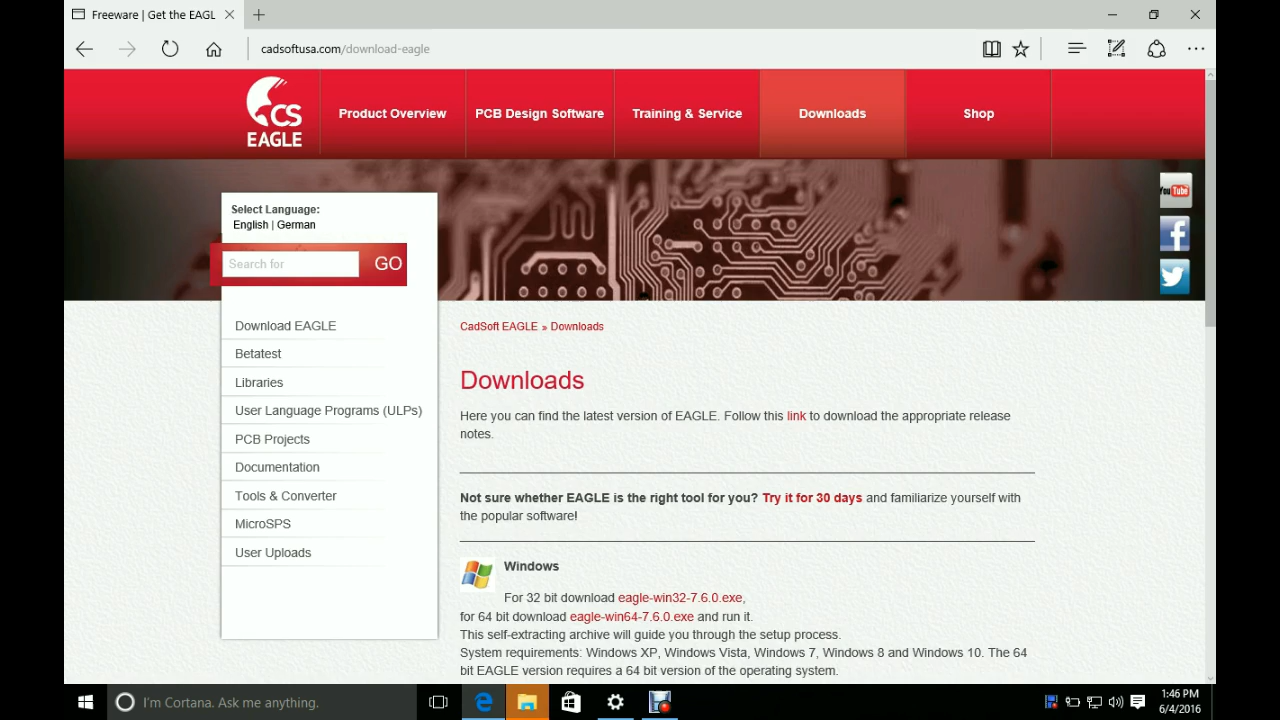 Freeware | Get the EAGL
cadsoftusa.com/download-eagle
CS
EAGLE
Product Overview
PCB Design Software
Training & Service
Downloads
Shop
You Tube
Select Language:
English | German
Search for
GO
Download EAGLE
Betatest
Libraries
User Language Programs (ULPs)
PCB Projects
Documentation
Tools & Converter
MicroSPS
User Uploads
CadSoft EAGLE » Downloads
Downloads
Here you can find the latest version of EAGLE. Follow this link to download the appropriate release
notes.
Not sure whether EAGLE is the right tool for you? Try it for 30 days and familiarize yourself with
the popular software!
Windows
For 32 bit download eagle-win32-7.6.0.exe,
for 64 bit download eagle-win64-7.6.0.exe and run it.
This self-extracting archive will guide you through the setup process.
System requirements: Windows XP, Windows Vista, Windows 7, Windows 8 and Windows 10. The 64
bit EAGLE version requires a 64 bit version of the operating system.
I'm Cortana. Ask me anything.
1:46 PM
6/4/2016